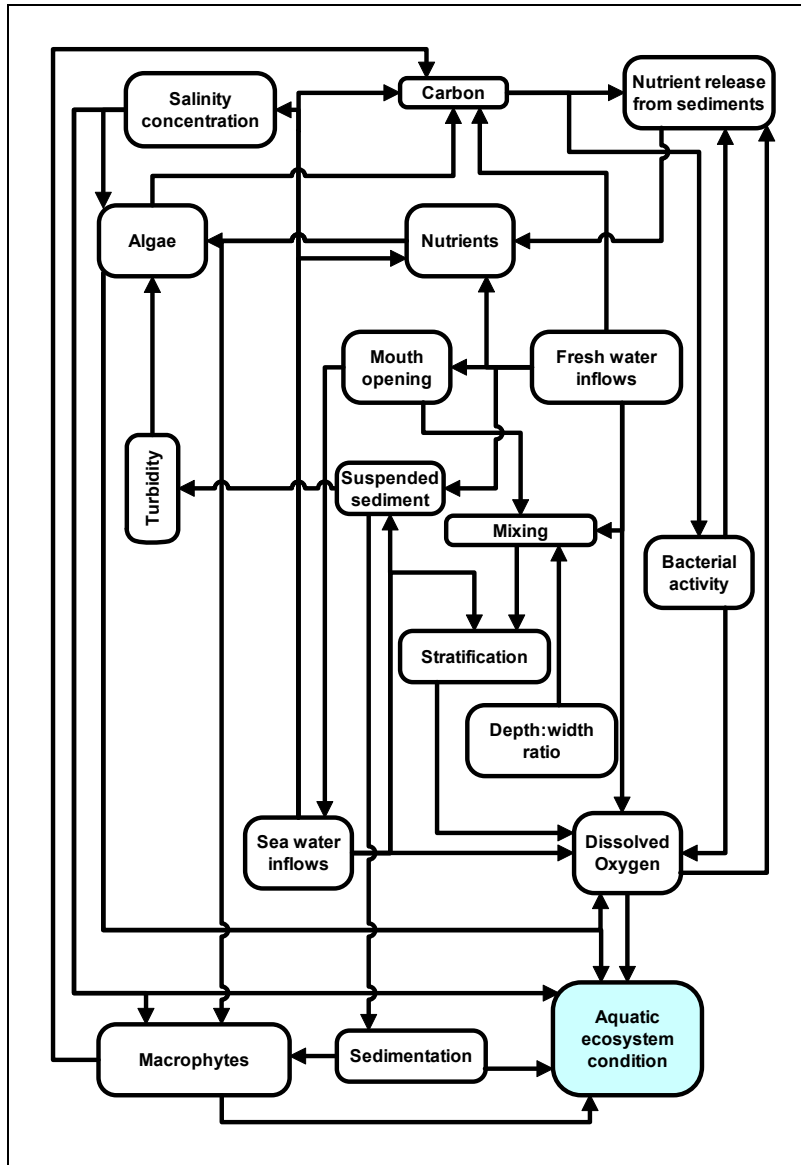 Salinity
concentration
Carbon
Nutrient release
from sediments
Algae
Nutrients
Mouth
opening
Fresh water
inflows
Turbidity
Suspended
sediment
Mixing
Bacterial
activity
Stratification
Depth:width
ratio
Sea water
inflows
Dissolved
Oxygen
Macrophytes
Sedimentation
Aquatic
ecosystem
condition